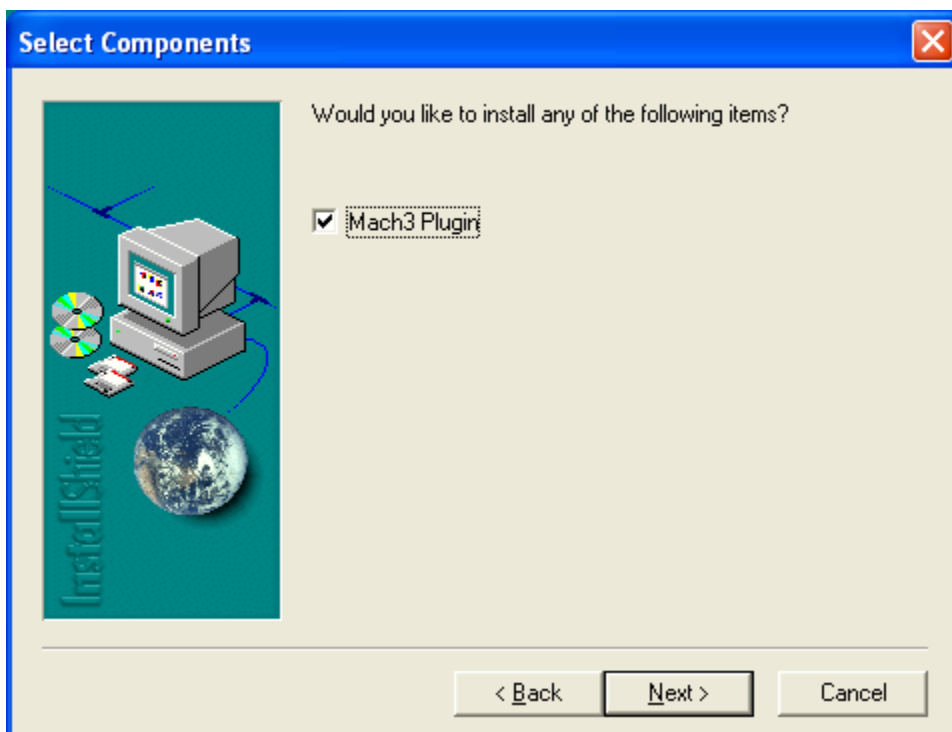 Select Components
Would you like to install any of the following items?
Mach3 Plugin
InstallShield
< Back
Next >
Cancel